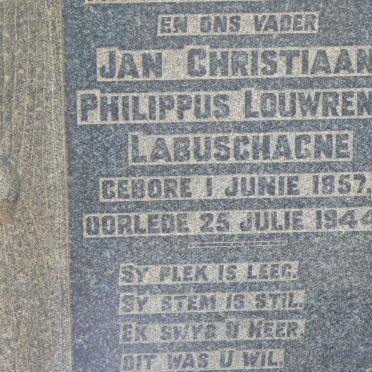 EN ONS VADER
JAN CHRISTIAAN
PHILIPPUS LOUWREN
LABUSCHAGNE
GEBORE 1 JUNIE 1857.
OORLEDE 25 JULIE 1944
SY PLEK IS LEEG.
SY STEM IS STIL.
EK SWYG U HEER
DIT WAS U WIL.